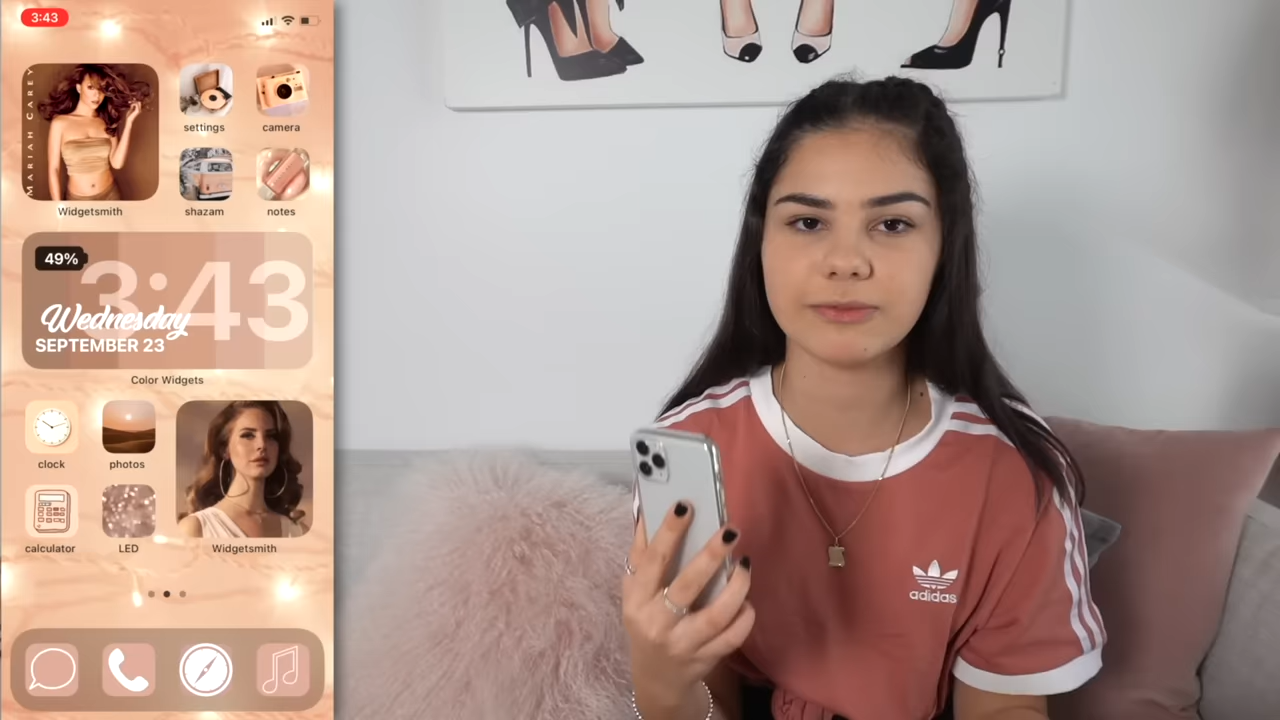 3:43
MARIAH CAREY
settings
camera
Widgetsmith
shazam
notes
49%
3:43
Wednesday
SEPTEMBER 23
Color Widgets
clock
photos
calculator
LED
Widgetsmith
adidas